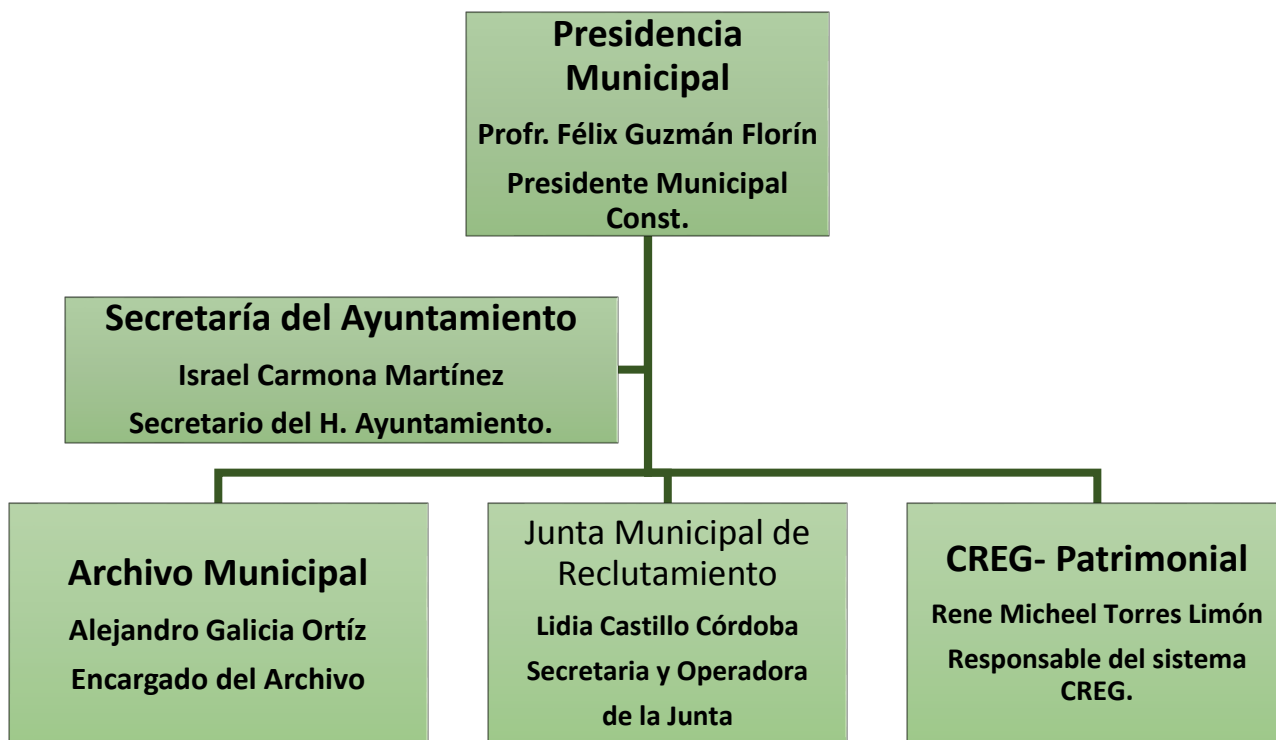 Presidencia
Municipal
Profr. Félix Guzmán Florín
Presidente Municipal
Const.
Secretaría del Ayuntamiento
Israel Carmona Martínez
Secretario del H. Ayuntamiento.
Archivo Municipal
Alejandro Galicia Ortíz
Encargado del Archivo
Junta Municipal de
Reclutamiento
Lidia Castillo Córdoba
Secretaria y Operadora
de la Junta
CREG- Patrimonial
Rene Micheel Torres Limón
Responsable del sistema
CREG.